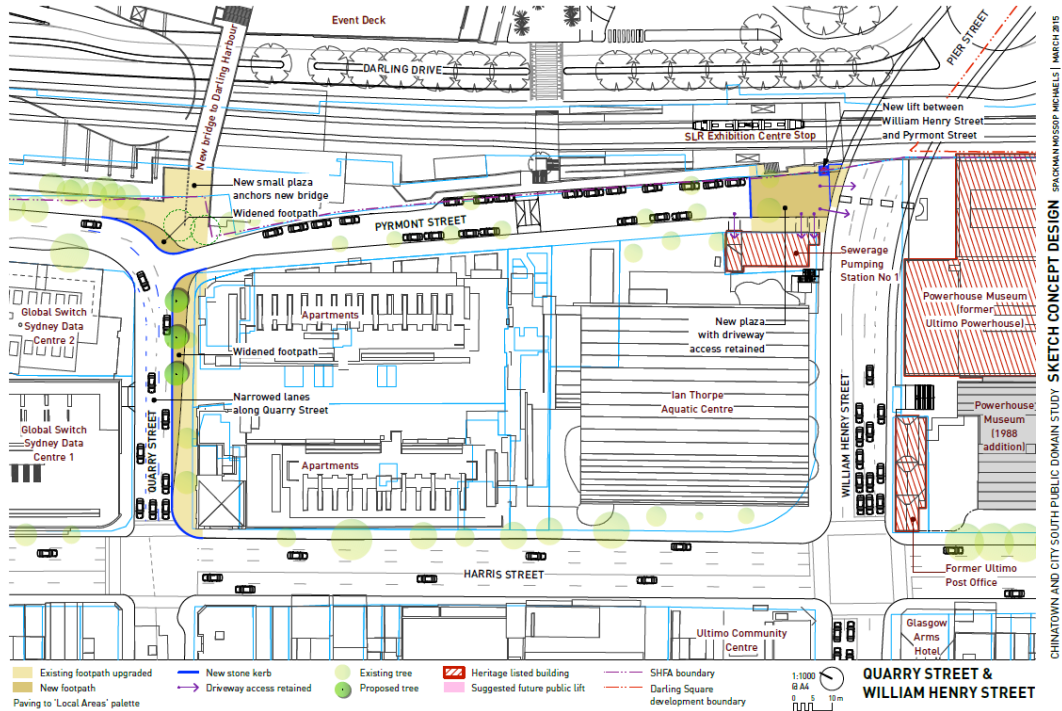 Event Deck
PIER STREET
DARLING DRIVE
New bridge to Darling Harbour
New lift between
William Henry Street
and Pyrmont Street
SLR Exhibition Centre Stop
New small plaza
anchors new bridge
Widened footpath
PYRMONT STREET
Sewerage
Pumping
Station No 1
Global Switch
Sydney Data
Centre 2
Apartments
Powerhouse Museum
(former
Ultimo Powerhouse)
New plaza
with driveway
access retained
Widened footpath
Narrowed lanes
along Quarry Street
Ian Thorpe
Aquatic Centre
Powerhouse
Museum
(1988
addition)
Global Switch
Sydney Data
Centre 1
QUARRY STREET
WILLIAM HENRY STREET
Apartments
HARRIS STREET
Former Ultimo
Post Office
Ultimo Community
Centre
Glasgow
Arms
Hotel
CHINATOWN AND CITY SOUTH PUBLIC DOMAIN STUDY SKETCH CONCEPT DESIGN SPACKMAN MOSSOP MICHAELS | MARCH 2015
Existing footpath upgraded
New footpath
Paving to 'Local Areas' palette
New stone kerb
Driveway access retained
Existing tree
Proposed tree
Heritage listed building
Suggested future public lift
SHFA boundary
Darling Square
development boundary
1:1000
@ A4
0 5 10 m
QUARRY STREET &
WILLIAM HENRY STREET